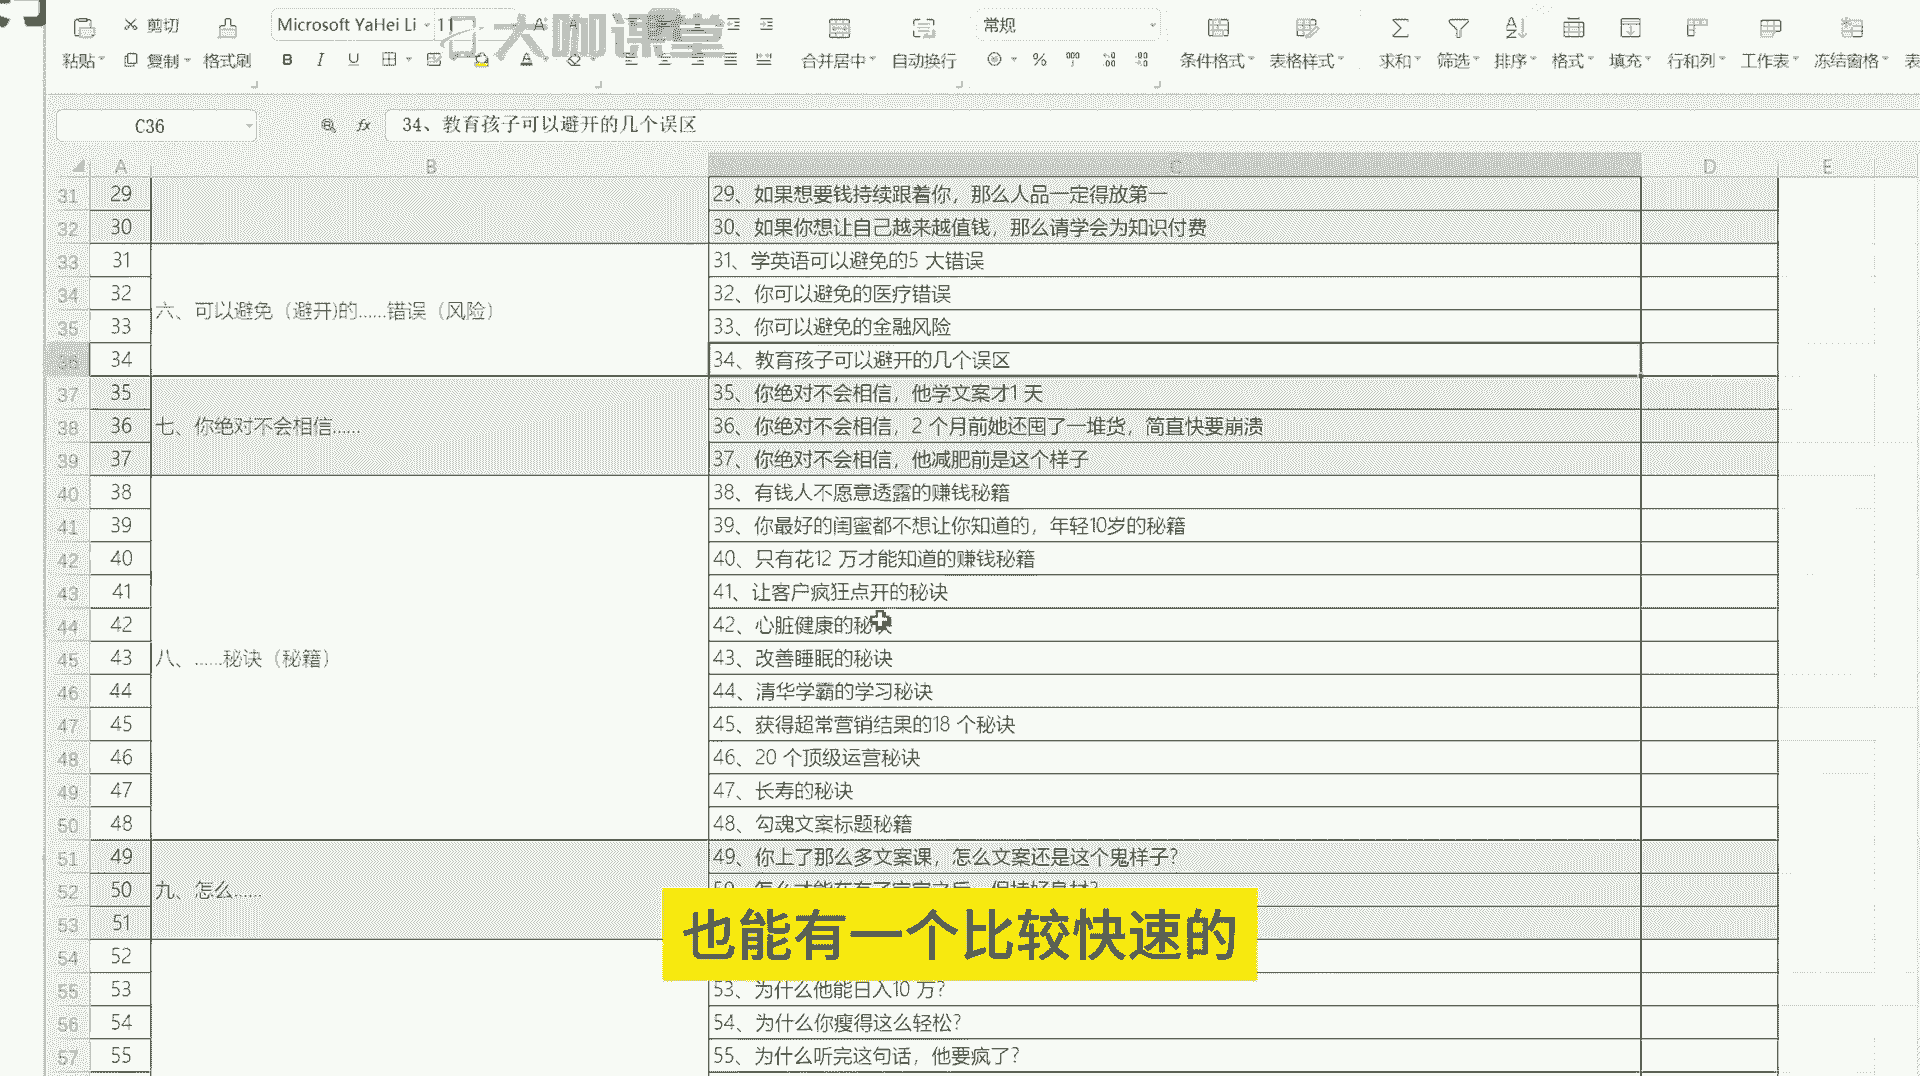 大咖课堂
剪切
Microsoft YaHei Li
11
常规
粘贴 复制 格式刷 B I U 合并居中 自动换行 % 条件格式 表格样式 求和 筛选 排序 格式 填充 行和列 工作表 冻结窗格 表
C36 fx 34、教育孩子可以避开的几个误区
A B C D E
31 29 29、如果想要钱持续跟着你，那么人品一定得放第一
32 30 30、如果你想让自己越来越值钱，那么请学会为知识付费
33 31 31、学英语可以避免的5 大错误
34 32 32、你可以避免的医疗错误
六、可以避免（避开)的……错误（风险）
35 33 33、你可以避免的金融风险
36 34 34、教育孩子可以避开的几个误区
37 35 35、你绝对不会相信，他学文案才1 天
38 36 七、你绝对不会相信…… 36、你绝对不会相信，2 个月前她还囤了一堆货，简直快要崩溃
39 37 37、你绝对不会相信，他减肥前是这个样子
40 38 38、有钱人不愿意透露的赚钱秘籍
41 39 39、你最好的闺蜜都不想让你知道的，年轻10岁的秘籍
42 40 40、只有花12 万才能知道的赚钱秘籍
43 41 41、让客户疯狂点开的秘诀
44 42 42、心脏健康的秘诀
45 43 八、……秘诀（秘籍） 43、改善睡眠的秘诀
46 44 44、清华学霸的学习秘诀
47 45 45、获得超常营销结果的18 个秘诀
48 46 46、20 个顶级运营秘诀
49 47 47、长寿的秘诀
50 48 48、勾魂文案标题秘籍
51 49 49、你上了那么多文案课，怎么文案还是这个鬼样子？
52 50 九、怎么……
53 51
54 52
55 53 53、为什么他能日入10 万？
56 54 54、为什么你瘦得这么轻松？
57 55 55、为什么听完这句话，他要疯了？
也能有一个比较快速的